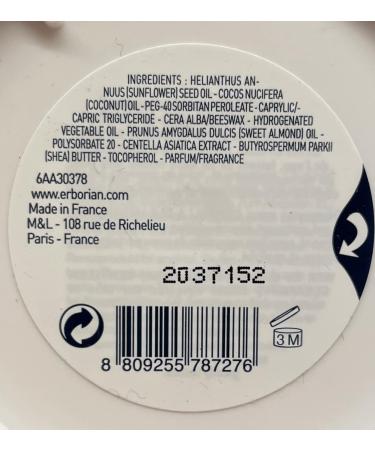 INGREDIENTS : HELIANTHUS AN-
NUUS (SUNFLOWER) SEED OIL - COCOS NUCIFERA
(COCONUT) OIL - PEG-40 SORBITAN PEROLEATE - CAPRYLIC/-
CAPRIC TRIGLYCERIDE - CERA ALBA/BEESWAX - HYDROGENATED
VEGETABLE OIL - PRUNUS AMYGDALUS DULCIS (SWEET ALMOND) OIL -
POLYSORBATE 20 - CENTELLA ASIATICA EXTRACT - BUTYROSPERMUM PARKII
(SHEA) BUTTER - TOCOPHEROL - PARFUM/FRAGRANCE
6AA30378
www.erborian.com
Made in France
M&L - 108 rue de Richelieu
Paris - France
2037152
3 M
8 809255 787276